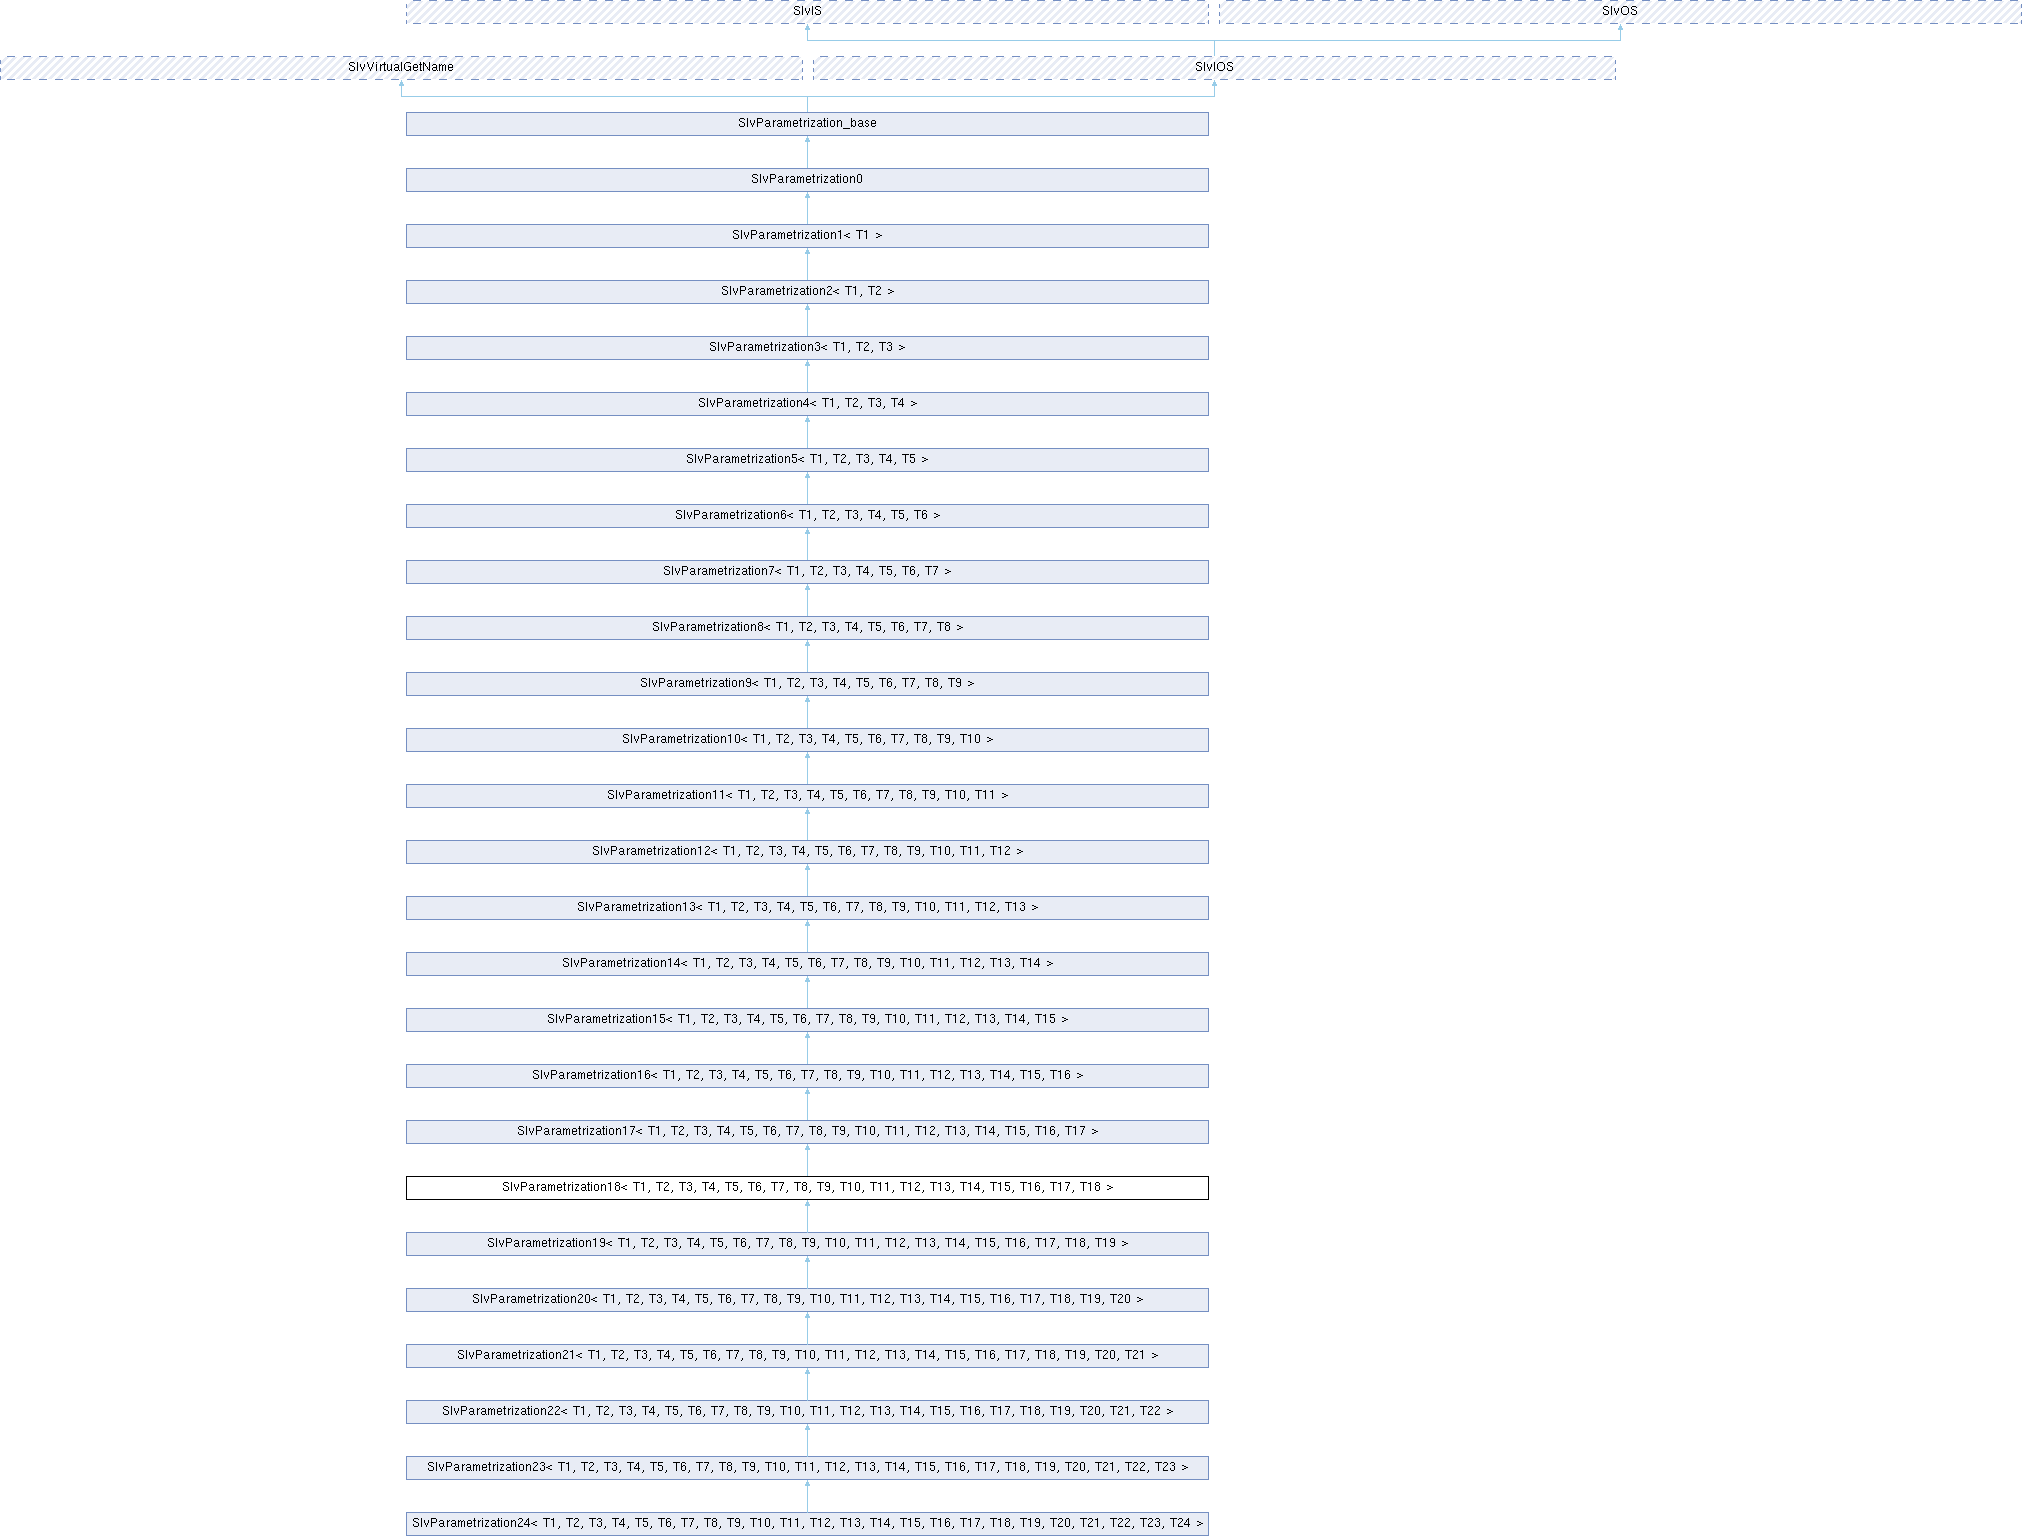 SlvIS
SlvOS
SlvVirtualGetName
SlvIOS
SlvParametrization_base
SlvParametrization0
SlvParametrization1< T1 >
SlvParametrization2< T1, T2 >
SlvParametrization3< T1, T2, T3 >
SlvParametrization4< T1, T2, T3, T4 >
SlvParametrization5< T1, T2, T3, T4, T5 >
SlvParametrization6< T1, T2, T3, T4, T5, T6 >
SlvParametrization7< T1, T2, T3, T4, T5, T6, T7 >
SlvParametrization8< T1, T2, T3, T4, T5, T6, T7, T8 >
SlvParametrization9< T1, T2, T3, T4, T5, T6, T7, T8, T9 >
SlvParametrization10< T1, T2, T3, T4, T5, T6, T7, T8, T9, T10 >
SlvParametrization11< T1, T2, T3, T4, T5, T6, T7, T8, T9, T10, T11 >
SlvParametrization12< T1, T2, T3, T4, T5, T6, T7, T8, T9, T10, T11, T12 >
SlvParametrization13< T1, T2, T3, T4, T5, T6, T7, T8, T9, T10, T11, T12, T13 >
SlvParametrization14< T1, T2, T3, T4, T5, T6, T7, T8, T9, T10, T11, T12, T13, T14 >
SlvParametrization15< T1, T2, T3, T4, T5, T6, T7, T8, T9, T10, T11, T12, T13, T14, T15 >
SlvParametrization16< T1, T2, T3, T4, T5, T6, T7, T8, T9, T10, T11, T12, T13, T14, T15, T16 >
SlvParametrization17< T1, T2, T3, T4, T5, T6, T7, T8, T9, T10, T11, T12, T13, T14, T15, T16, T17 >
SlvParametrization18< T1, T2, T3, T4, T5, T6, T7, T8, T9, T10, T11, T12, T13, T14, T15, T16, T17, T18 >
SlvParametrization19< T1, T2, T3, T4, T5, T6, T7, T8, T9, T10, T11, T12, T13, T14, T15, T16, T17, T18, T19 >
SlvParametrization20< T1, T2, T3, T4, T5, T6, T7, T8, T9, T10, T11, T12, T13, T14, T15, T16, T17, T18, T19, T20 >
SlvParametrization21< T1, T2, T3, T4, T5, T6, T7, T8, T9, T10, T11, T12, T13, T14, T15, T16, T17, T18, T19, T20, T21 >
SlvParametrization22< T1, T2, T3, T4, T5, T6, T7, T8, T9, T10, T11, T12, T13, T14, T15, T16, T17, T18, T19, T20, T21, T22 >
SlvParametrization23< T1, T2, T3, T4, T5, T6, T7, T8, T9, T10, T11, T12, T13, T14, T15, T16, T17, T18, T19, T20, T21, T22, T23 >
SlvParametrization24< T1, T2, T3, T4, T5, T6, T7, T8, T9, T10, T11, T12, T13, T14, T15, T16, T17, T18, T19, T20, T21, T22, T23, T24 >